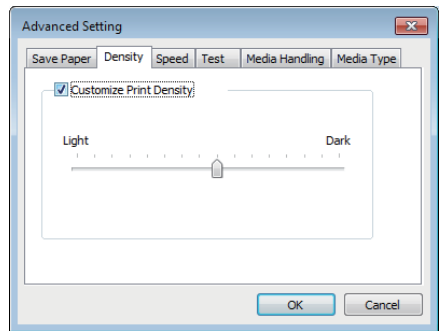 Advanced Setting
Save Paper Density Speed Test Media Handling Media Type
Customize Print Density
Light Dark
OK Cancel